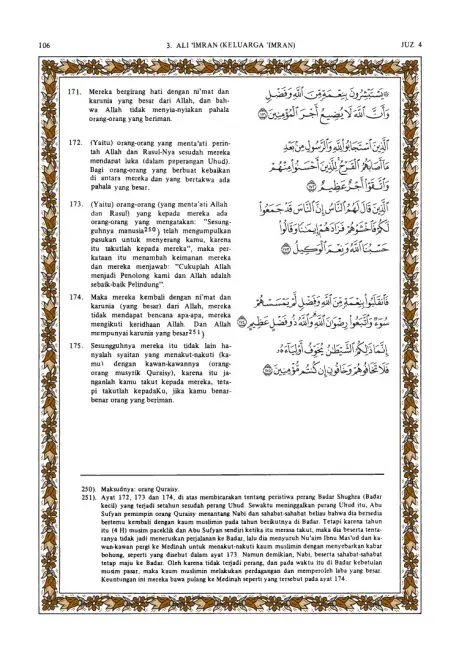 106
3. ALI 'IMRAN (KELUARGA 'IMRAN)
JUZ 4
171. Mereka bergirang hati dengan ni'mat dan
karunia yang besar dari Allah, dan bah-
wa Allah tidak menyia-nyiakan pahala
orang-orang yang beriman.
172. (Yaitu) orang-orang yang menta'ati perin-
tah Allah dan Rasul-Nya sesudah mereka
mendapat luka (dalam peperangan Uhud).
Bagi orang-orang yang berbuat kebaikan
di antara mereka dan yang bertakwa ada
pahala yang besar.
173. (Yaitu) orang-orang (yang menta'ati Allah
dan Rasul) yang kepada mereka ada
orang-orang yang mengatakan: "Sesung-
guhnya manusia250) telah mengumpulkan
pasukan untuk menyerang kamu, karena
itu takutlah kepada mereka", maka per-
kataan itu menambah keimanan mereka
dan mereka menjawab: "Cukuplah Allah
menjadi Penolong kami dan Allah adalah
sebaik-baik Pelindung".
174. Maka mereka kembali dengan ni'mat dan
karunia (yang besar) dari Allah, mereka
tidak mendapat bencana apa-apa, mereka
mengikuti keridhaan Allah. Dan Allah
mempunyai karunia yang besar251)
175. Sesungguhnya mereka itu tidak lain ha-
nyalah syaitan yang menakut-nakuti (ka-
mu) dengan kawan-kawannya (orang-
orang musyrik Quraisy), karena itu ja-
nganlah kamu takut kepada mereka, teta-
pi takutlah kepadaKu, jika kamu benar-
benar orang yang beriman.
يَسْتَبْشِرُونَ بِنِعْمَةٍ مِّنَ اللَّهِ وَفَضْلٍ
وَأَنَّ اللَّهَ لَا يُضِيعُ أَجْرَ الْمُؤْمِنِينَ ﴿١٧١﴾
الَّذِينَ اسْتَجَابُوا لِلَّهِ وَالرَّسُولِ مِنْ بَعْدِ
مَا أَصَابَهُمُ الْقَرْحُ لِلَّذِينَ أَحْسَنُوا مِنْهُمْ
وَاتَّقَوْا أَجْرٌ عَظِيمٌ ﴿١٧٢﴾
الَّذِينَ قَالَ لَهُمُ النَّاسُ إِنَّ النَّاسَ قَدْ جَمَعُوا
لَكُمْ فَاخْشَوْهُمْ فَزَادَهُمْ إِيمَانًا وَقَالُوا
حَسْبُنَا اللَّهُ وَنِعْمَ الْوَكِيلُ ﴿١٧٣﴾
فَانْقَلَبُوا بِنِعْمَةٍ مِّنَ اللَّهِ وَفَضْلٍ لَّمْ يَمْسَسْهُمْ
سُوءٌ وَاتَّبَعُوا رِضْوَانَ اللَّهِ وَاللَّهُ ذُو فَضْلٍ عَظِيمٍ ﴿١٧٤﴾
إِنَّمَا ذَلِكُمُ الشَّيْطَانُ يُخَوِّفُ أَوْلِيَاءَهُ
فَلَا تَخَافُوهُمْ وَخَافُونِ إِنْ كُنْتُمْ مُؤْمِنِينَ ﴿١٧٥﴾
250). Maksudnya: orang Quraisy.
251). Ayat 172, 173 dan 174, di atas membicarakan tentang peristiwa perang Badar Shughra (Badar
kecil) yang terjadi setahun sesudah perang Uhud. Sewaktu meninggalkan perang Uhud itu, Abu
Sufyan pemimpin orang Quraisy menantang Nabi dan sahabat-sahabat beliau bahwa dia bersedia
bertemu kembali dengan kaum muslimin pada tahun berikutnya di Badar. Tetapi karena tahun
itu (4 H) musim paceklik dan Abu Sufyan sendiri ketika itu merasa takut, maka dia beserta tenta-
ranya tidak jadi meneruskan perjalanan ke Badar, lalu dia menyuruh Nu'aim Ibnu Mas'ud dan ka-
wan-kawan pergi ke Medinah untuk menakut-nakuti kaum muslimin dengan menyebarkan kabar
bohong, seperti yang disebut dalam ayat 173. Namun demikian, Nabi, beserta sahabat-sahabat
tetap maju ke Badar. Oleh karena tidak terjadi perang, dan pada waktu itu di Badar kebetulan
musim pasar, maka kaum muslimin melakukan perdagangan dan memperoleh laba yang besar.
Keuntungan ini mereka bawa pulang ke Medinah seperti yang tersebut pada ayat 174.